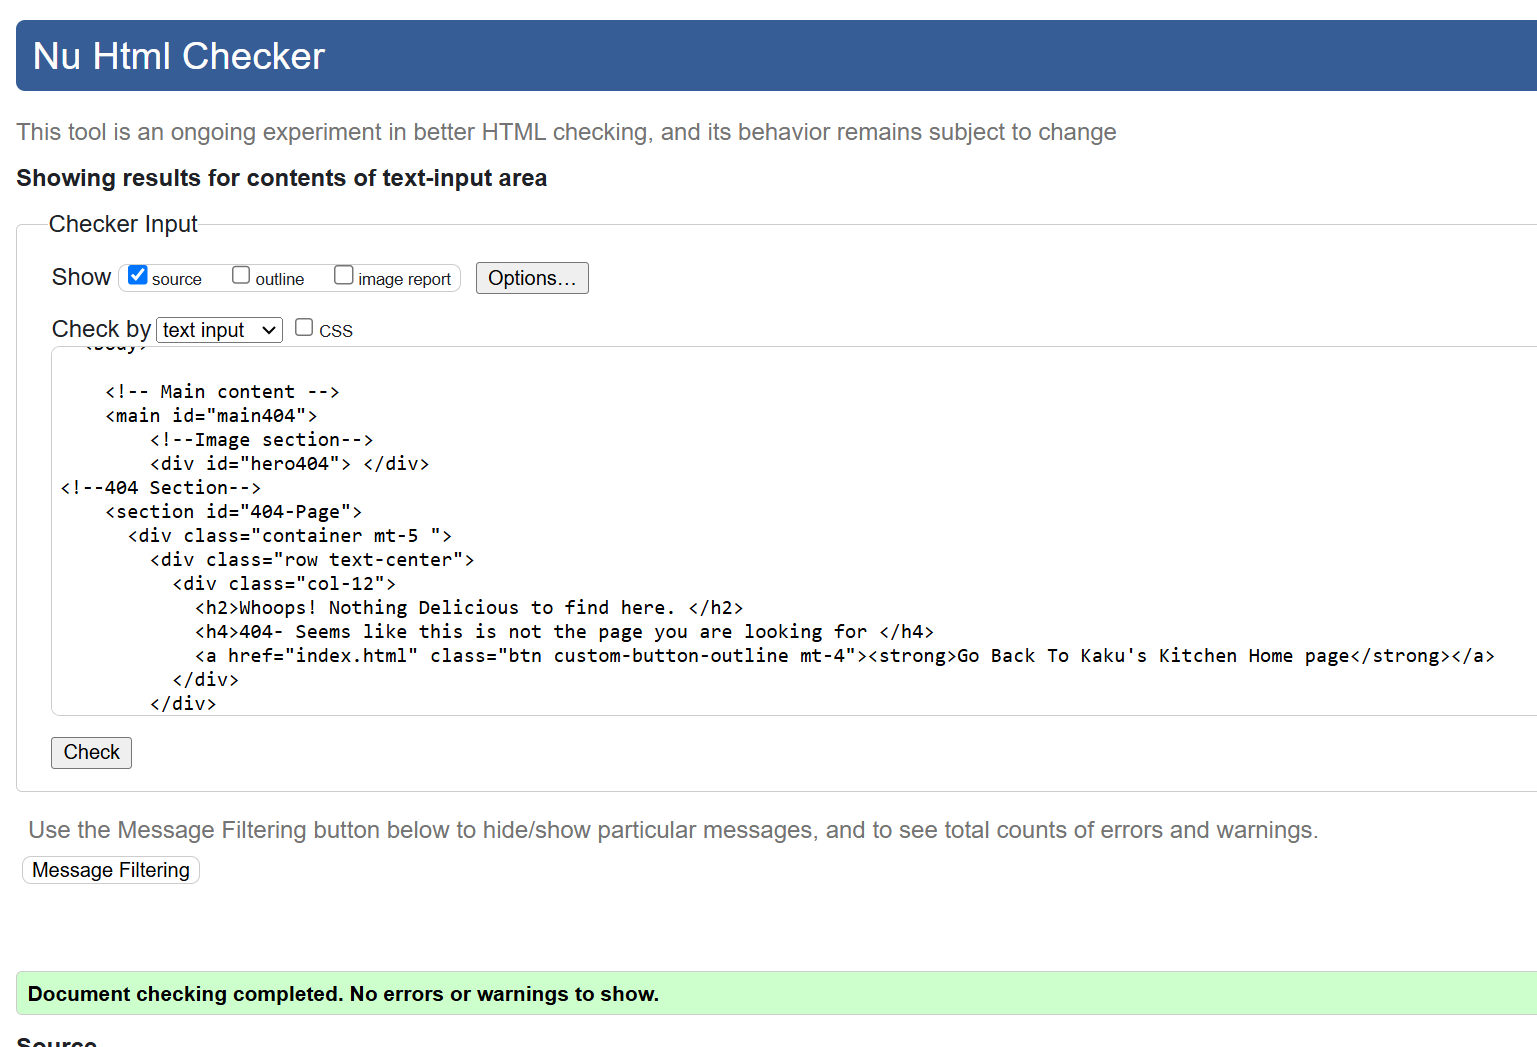 Nu Html Checker
This tool is an ongoing experiment in better HTML checking, and its behavior remains subject to change
Showing results for contents of text-input area
Checker Input
Show source outline image report Options...
Check by text input CSS
<body>
<!-- Main content -->
<main id="main404">
<!--Image section-->
<div id="hero404"> </div>
<!--404 Section-->
<section id="404-Page">
<div class="container mt-5 ">
<div class="row text-center">
<div class="col-12">
<h2>Whoops! Nothing Delicious to find here. </h2>
<h4>404- Seems like this is not the page you are looking for </h4>
<a href="index.html" class="btn custom-button-outline mt-4"><strong>Go Back To Kaku's Kitchen Home page</strong></a>
</div>
</div>
Check
Use the Message Filtering button below to hide/show particular messages, and to see total counts of errors and warnings.
Message Filtering
Document checking completed. No errors or warnings to show.
Source